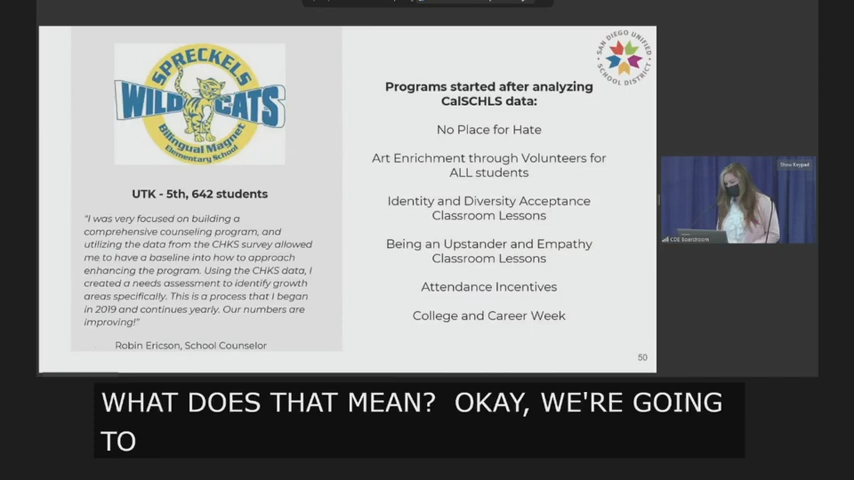 SPRECKELS
WILDCATS
Bilingual Magnet
Elementary School
UTK - 5th, 642 students
"I was very focused on building a
comprehensive counseling program, and
utilizing the data from the CHKS survey allowed
me to have a baseline into how to approach
enhancing the program. Using the CHKS data, I
created a needs assessment to identify growth
areas specifically. This is a process that I began
in 2019 and continues yearly. Our numbers are
improving!"
Robin Ericson, School Counselor
SAN DIEGO UNIFIED
SCHOOL DISTRICT
Programs started after analyzing
CalSCHLS data:
No Place for Hate
Art Enrichment through Volunteers for
ALL students
Identity and Diversity Acceptance
Classroom Lessons
Being an Upstander and Empathy
Classroom Lessons
Attendance Incentives
College and Career Week
50
Show Keypad
CDE Boardroom
WHAT DOES THAT MEAN?  OKAY, WE'RE GOING
TO